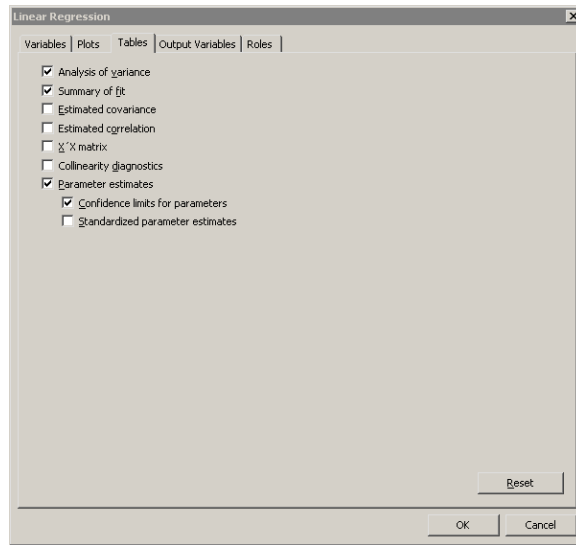 Linear Regression
Variables Plots Tables Output Variables Roles
Analysis of variance
Summary of fit
Estimated covariance
Estimated correlation
X´X matrix
Collinearity diagnostics
Parameter estimates
Confidence limits for parameters
Standardized parameter estimates
Reset
OK Cancel